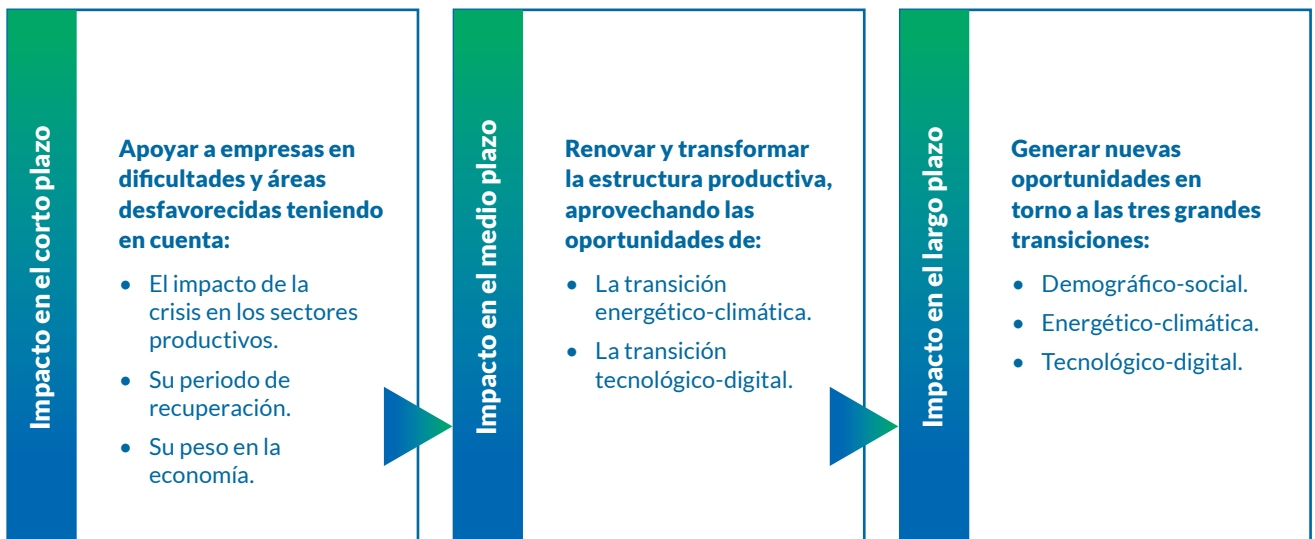 Impacto en el corto plazo
Apoyar a empresas en
dificultades y áreas
desfavorecidas teniendo
en cuenta:
• El impacto de la
crisis en los sectores
productivos.
• Su periodo de
recuperación.
• Su peso en la
economía.
Impacto en el medio plazo
Renovar y transformar
la estructura productiva,
aprovechando las
oportunidades de:
• La transición
energético-climática.
• La transición
tecnológico-digital.
Impacto en el largo plazo
Generar nuevas
oportunidades en
torno a las tres grandes
transiciones:
• Demográfico-social.
• Energético-climática.
• Tecnológico-digital.